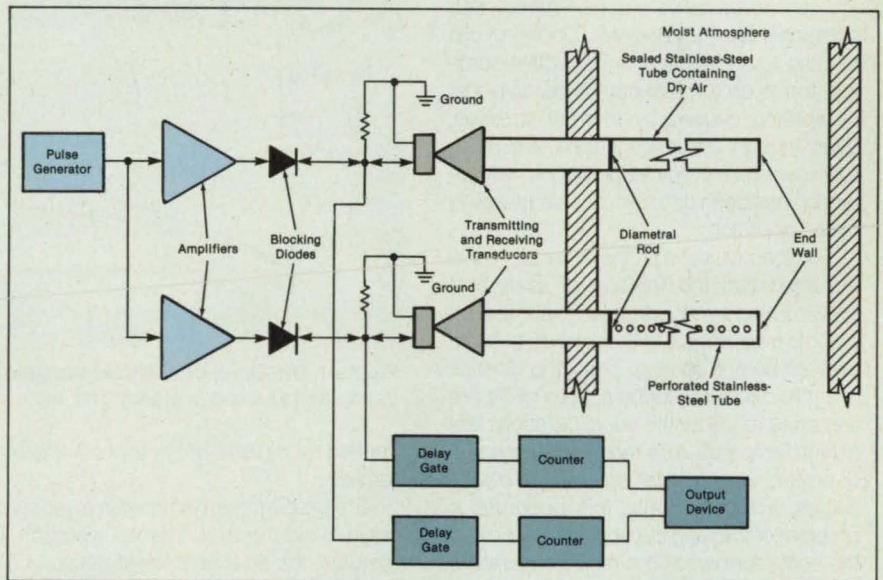 Moist Atmosphere
Sealed Stainless-Steel
Tube Containing
Dry Air
Ground
Pulse
Generator
Amplifiers
Blocking
Diodes
Transmitting
and Receiving
Transducers
Diametral
Rod
End
Wall
Ground
Perforated Stainless-
Steel Tube
Delay
Gate
Counter
Output
Device
Delay
Gate
Counter